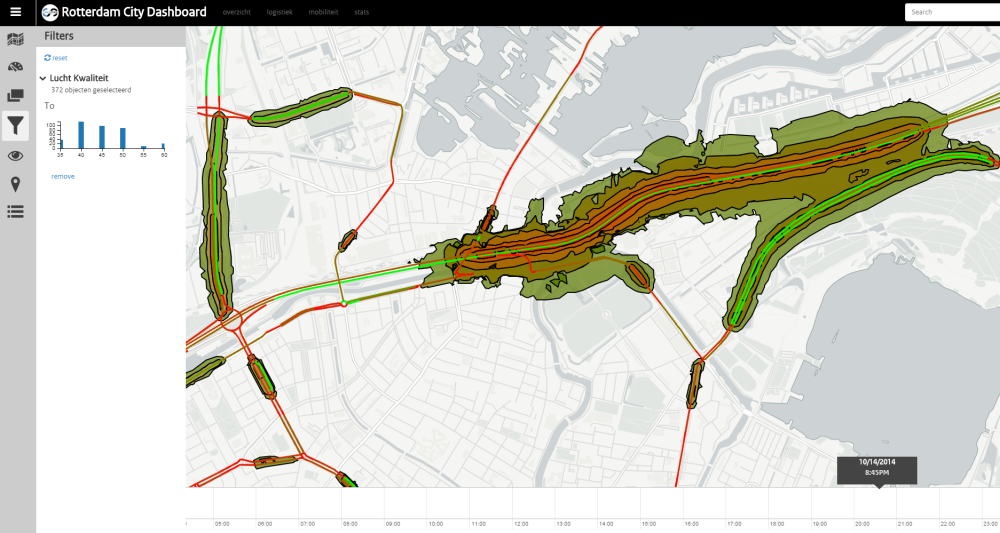 Rotterdam City Dashboard
overzicht
logistiek
mobiliteit
stats
Search
Filters
reset
Lucht Kwaliteit
372 objecten geselecteerd
To
100
80
60
40
20
0
35 40 45 50 55 60
remove
10/14/2014
8:45PM
05:00 06:00 07:00 08:00 09:00 10:00 11:00 12:00 13:00 14:00 15:00 16:00 17:00 18:00 19:00 20:00 21:00 22:00 23:00